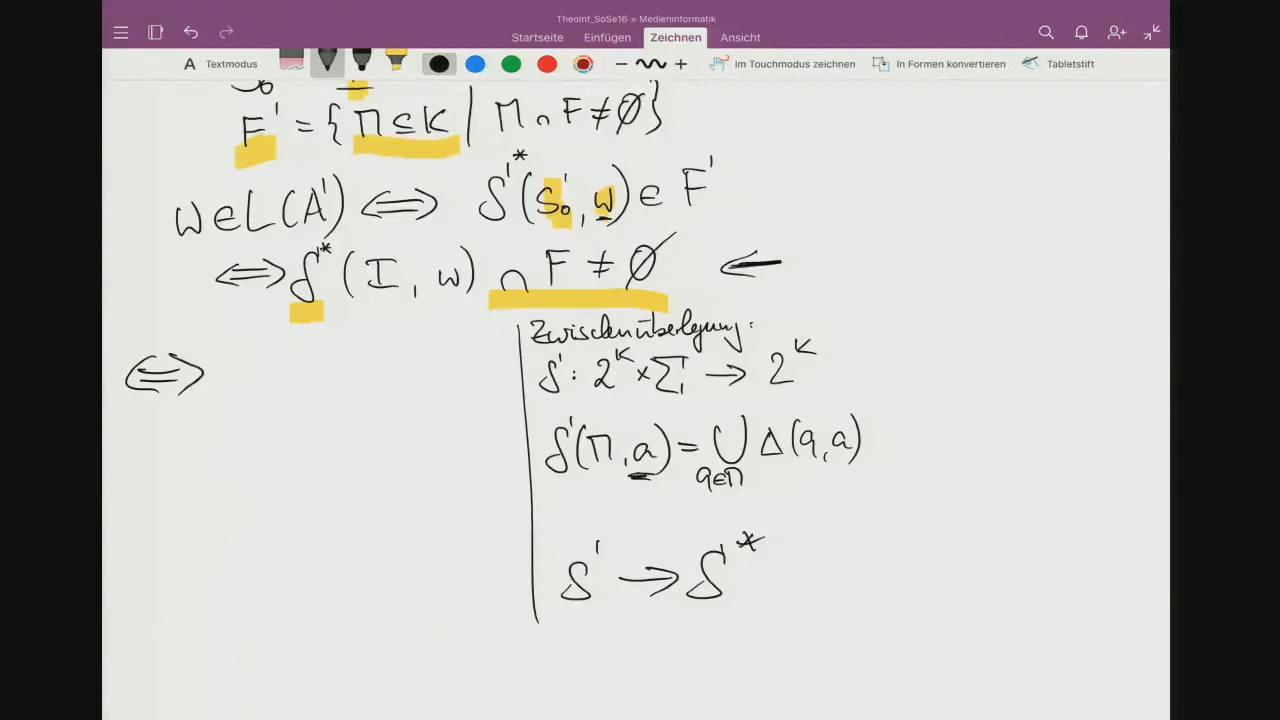 TheoInf_SoSe16 » Medieninformatik
Startseite Einfügen Zeichnen Ansicht
A Textmodus Im Touchmodus zeichnen In Formen konvertieren Tabletstift
F' = { M ⊆ K | M ∩ F ≠ ∅ }
w ∈ L(A') ⟺ δ'*(s₀', w) ∈ F'
⟺ δ'*(I, w) ∩ F ≠ ∅ ⟸
Zwischenüberlegung:
δ': 2^K × Σ → 2^K
⟺
δ'(M, a) = ⋃ Δ(q, a)
q∈M
δ' → δ'*